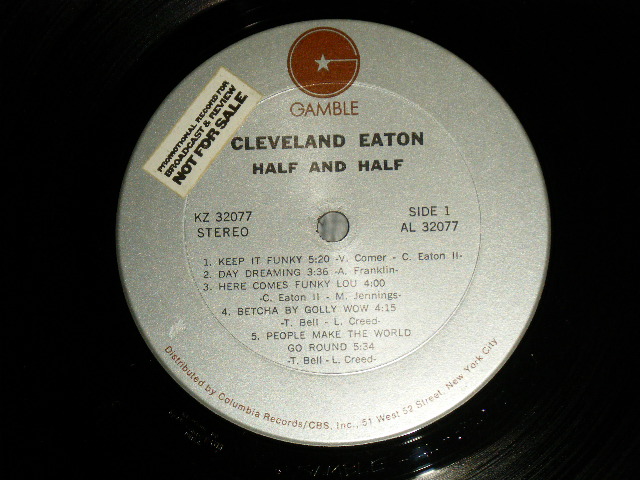 GAMBLE
PROMOTIONAL RECORD FOR
BROADCAST & REVIEW
NOT FOR SALE
CLEVELAND EATON
HALF AND HALF
KZ 32077
STEREO
SIDE 1
AL 32077
1. KEEP IT FUNKY 5:20 -V. Comer - C. Eaton II-
2. DAY DREAMING 3:36 -A. Franklin-
3. HERE COMES FUNKY LOU 4:00
-C. Eaton II - M. Jennings-
4. BETCHA BY GOLLY WOW 4:15
-T. Bell - L. Creed-
5. PEOPLE MAKE THE WORLD
GO ROUND 5:34
-T. Bell - L. Creed-
Distributed by Columbia Records/CBS, Inc., 51 West 52 Street, New York City